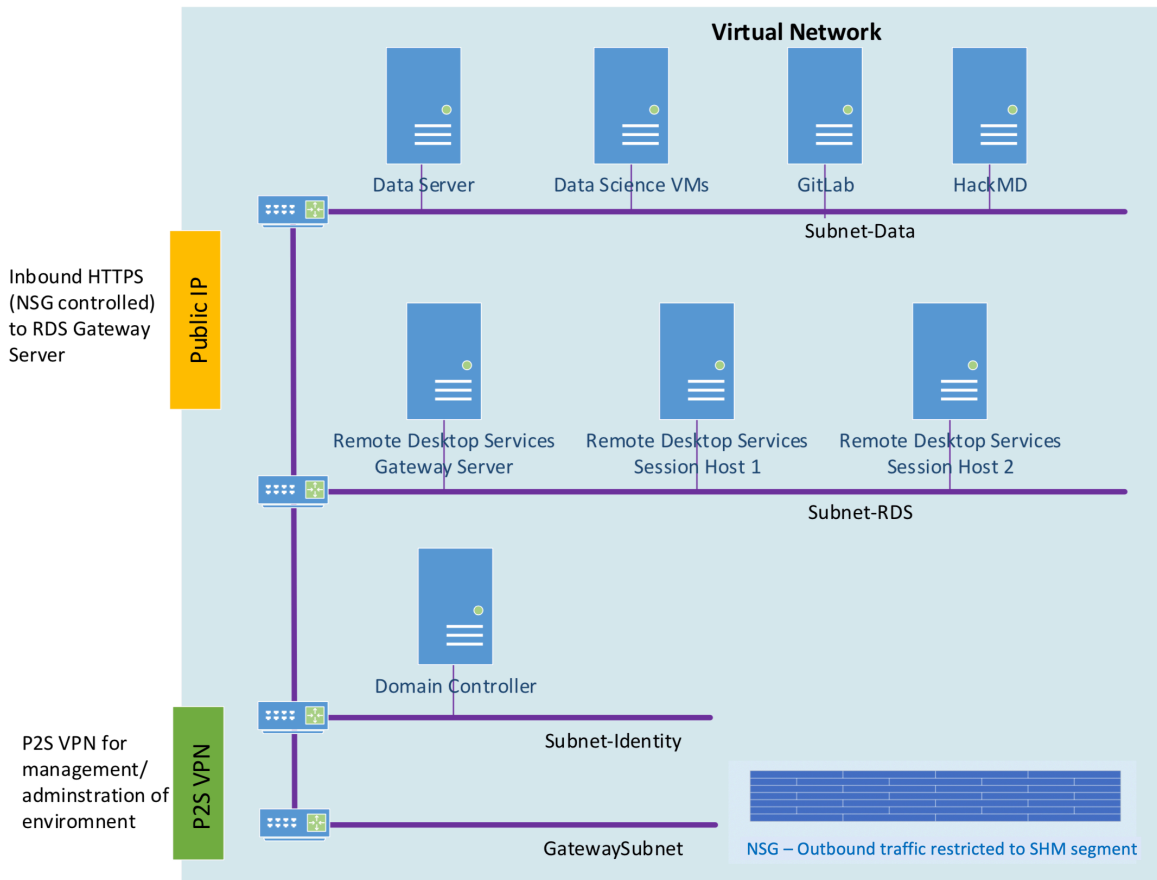 Virtual Network
Data Server
Data Science VMs
GitLab
HackMD
Subnet-Data
Inbound HTTPS
(NSG controlled)
to RDS Gateway
Server
Public IP
Remote Desktop Services
Gateway Server
Remote Desktop Services
Session Host 1
Remote Desktop Services
Session Host 2
Subnet-RDS
Domain Controller
Subnet-Identity
P2S VPN for
management/
adminstration of
enviromnent
P2S VPN
GatewaySubnet
NSG – Outbound traffic restricted to SHM segment